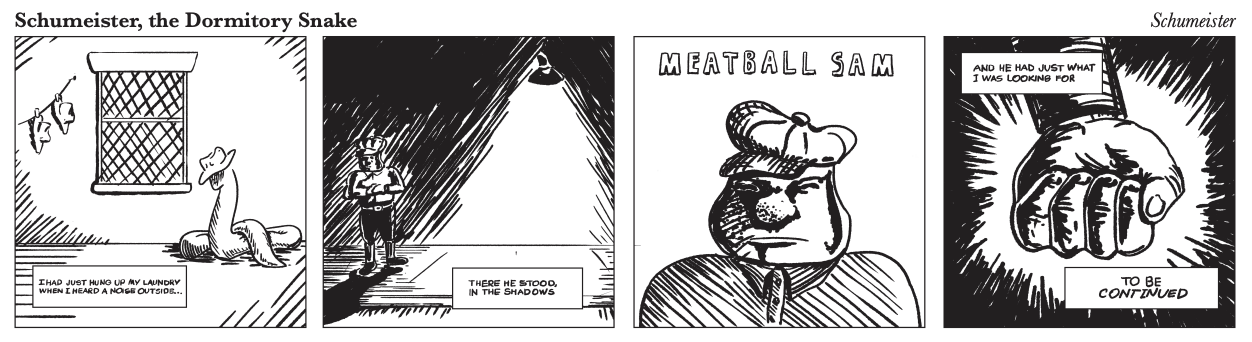 Schumeister, the Dormitory Snake
Schumeister
I HAD JUST HUNG UP MY LAUNDRY
WHEN I HEARD A NOISE OUTSIDE...
THERE HE STOOD,
IN THE SHADOWS
MEATBALL SAM
AND HE HAD JUST WHAT
I WAS LOOKING FOR
TO BE
CONTINUED